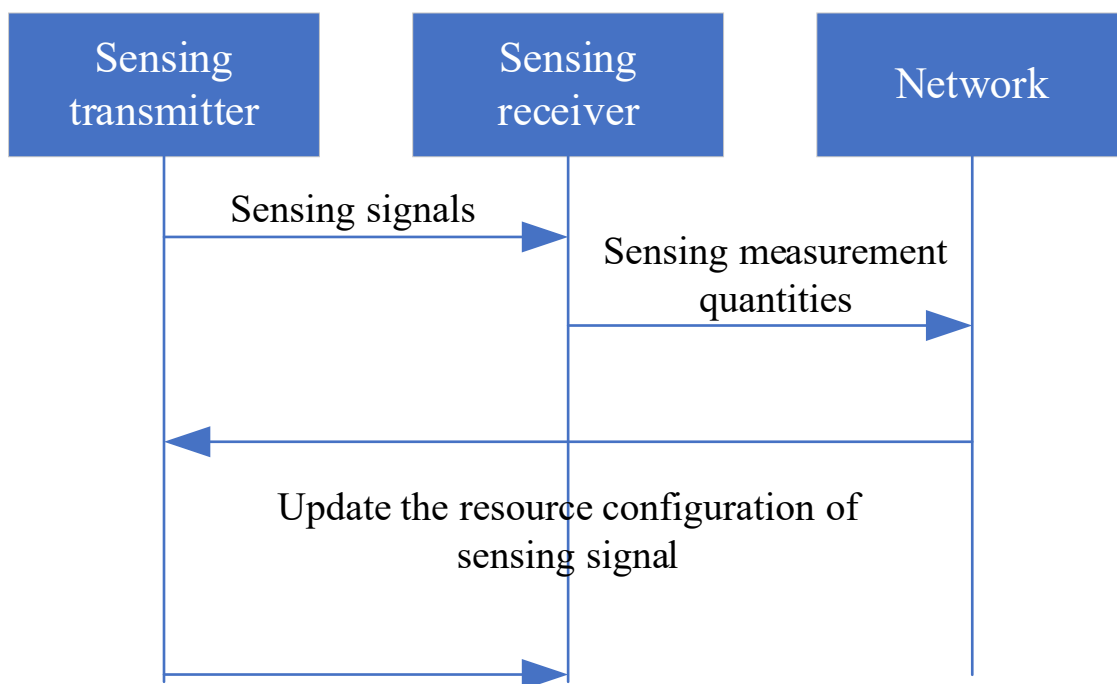 Sensing
transmitter
Sensing
receiver
Network
Sensing signals
Sensing measurement
quantities
Update the resource configuration of
sensing signal